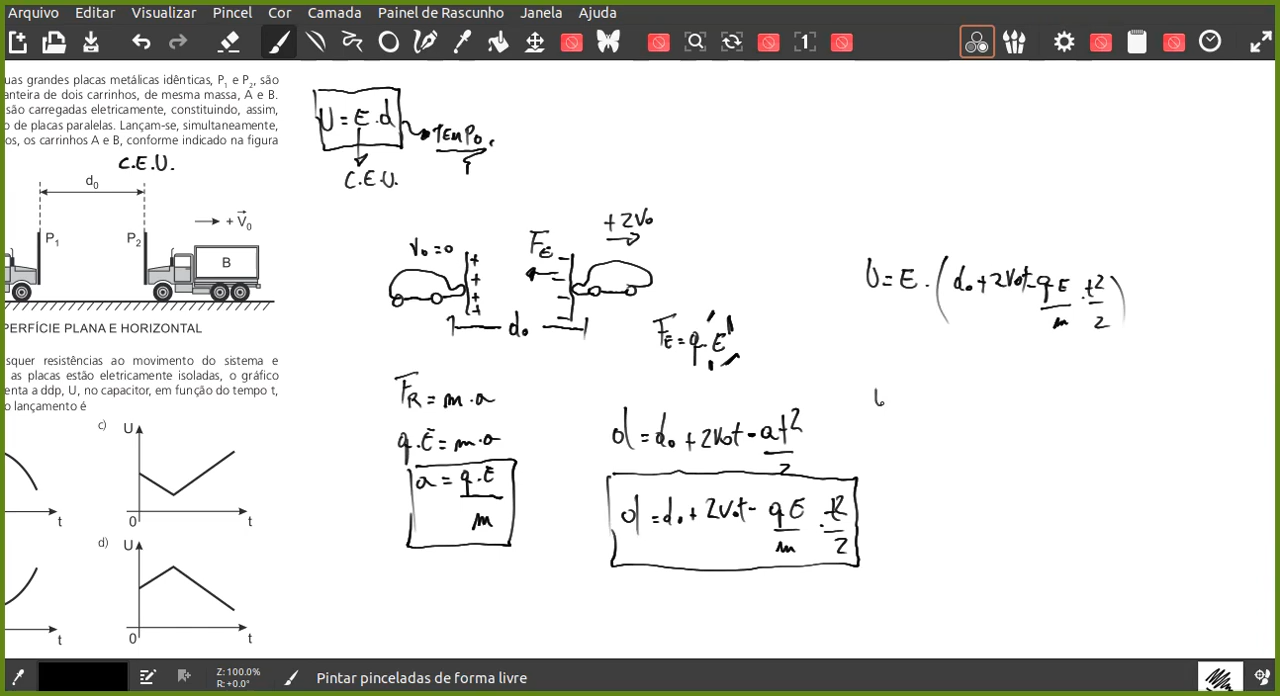 Arquivo Editar Visualizar Pincel Cor Camada Painel de Rascunho Janela Ajuda
uas grandes placas metálicas idênticas, P1 e P2, são
anteira de dois carrinhos, de mesma massa, A e B.
são carregadas eletricamente, constituindo, assim,
o de placas paralelas. Lançam-se, simultaneamente,
os, os carrinhos A e B, conforme indicado na figura
C.E.U.
d0
+ V0
P1
P2
B
PERFÍCIE PLANA E HORIZONTAL
squer resistências ao movimento do sistema e
as placas estão eletricamente isoladas, o gráfico
enta a ddp, U, no capacitor, em função do tempo t,
o lançamento é
c) U
0
t
t
d) U
0
t
t
U = E . d
TEMPO
C.E.U.
+2V0
V0=0
FE
d0
FE = q.E
FR = m.a
q.E = m.a
a = q.E/m
d = d0 + 2V0t - at²/2
d = d0 + 2V0t - qE/m . t²/2
U = E . (d0 + 2V0t - qE/m . t²/2)
Z: 100.0%
R: +0.0°
Pintar pinceladas de forma livre